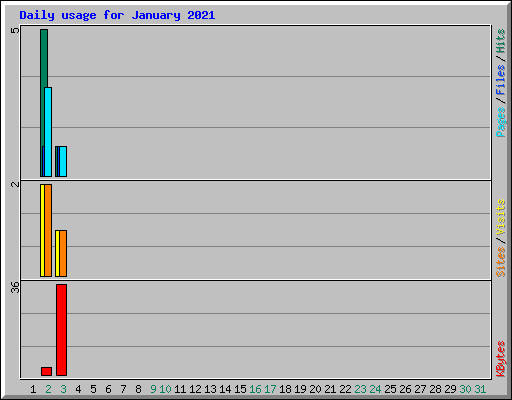 Daily usage for January 2021
5
Pages / Files / Hits
2
Sites / Visits
36
KBytes
1 2 3 4 5 6 7 8 9 10 11 12 13 14 15 16 17 18 19 20 21 22 23 24 25 26 27 28 29 30 31